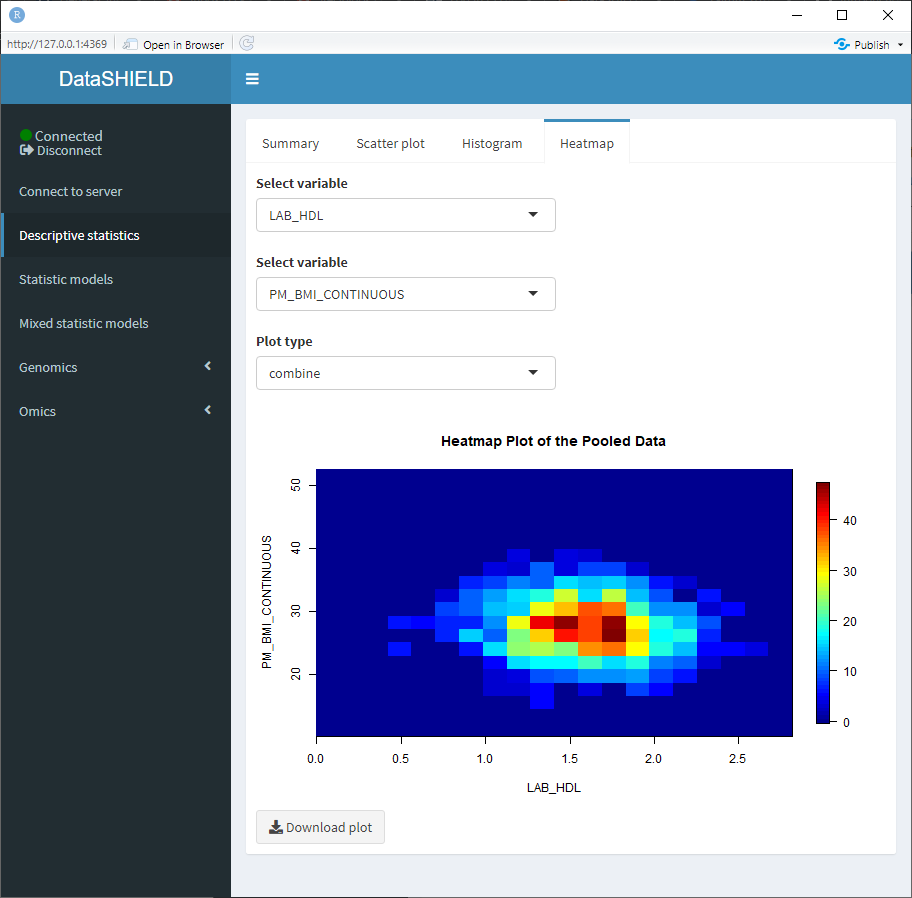 R
http://127.0.0.1:4369
Open in Browser
Publish
DataSHIELD
Connected
Disconnect
Connect to server
Descriptive statistics
Statistic models
Mixed statistic models
Genomics
Omics
Summary
Scatter plot
Histogram
Heatmap
Select variable
LAB_HDL
Select variable
PM_BMI_CONTINUOUS
Plot type
combine
Heatmap Plot of the Pooled Data
PM_BMI_CONTINUOUS
50
40
30
20
0.0 0.5 1.0 1.5 2.0 2.5
LAB_HDL
40
30
20
10
0
Download plot